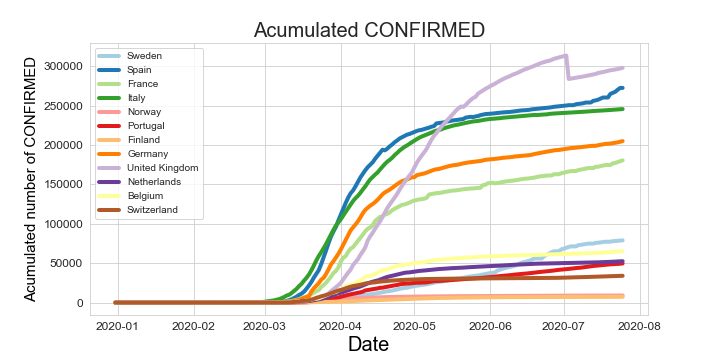 Acumulated CONFIRMED
Acumulated number of CONFIRMED
300000
250000
200000
150000
100000
50000
0
Sweden
Spain
France
Italy
Norway
Portugal
Finland
Germany
United Kingdom
Netherlands
Belgium
Switzerland
2020-01 2020-02 2020-03 2020-04 2020-05 2020-06 2020-07 2020-08
Date